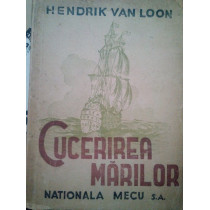 HENDRIK VAN LOON
CUCERIREA
MĂRILOR
NATIONALA MECU S.A.